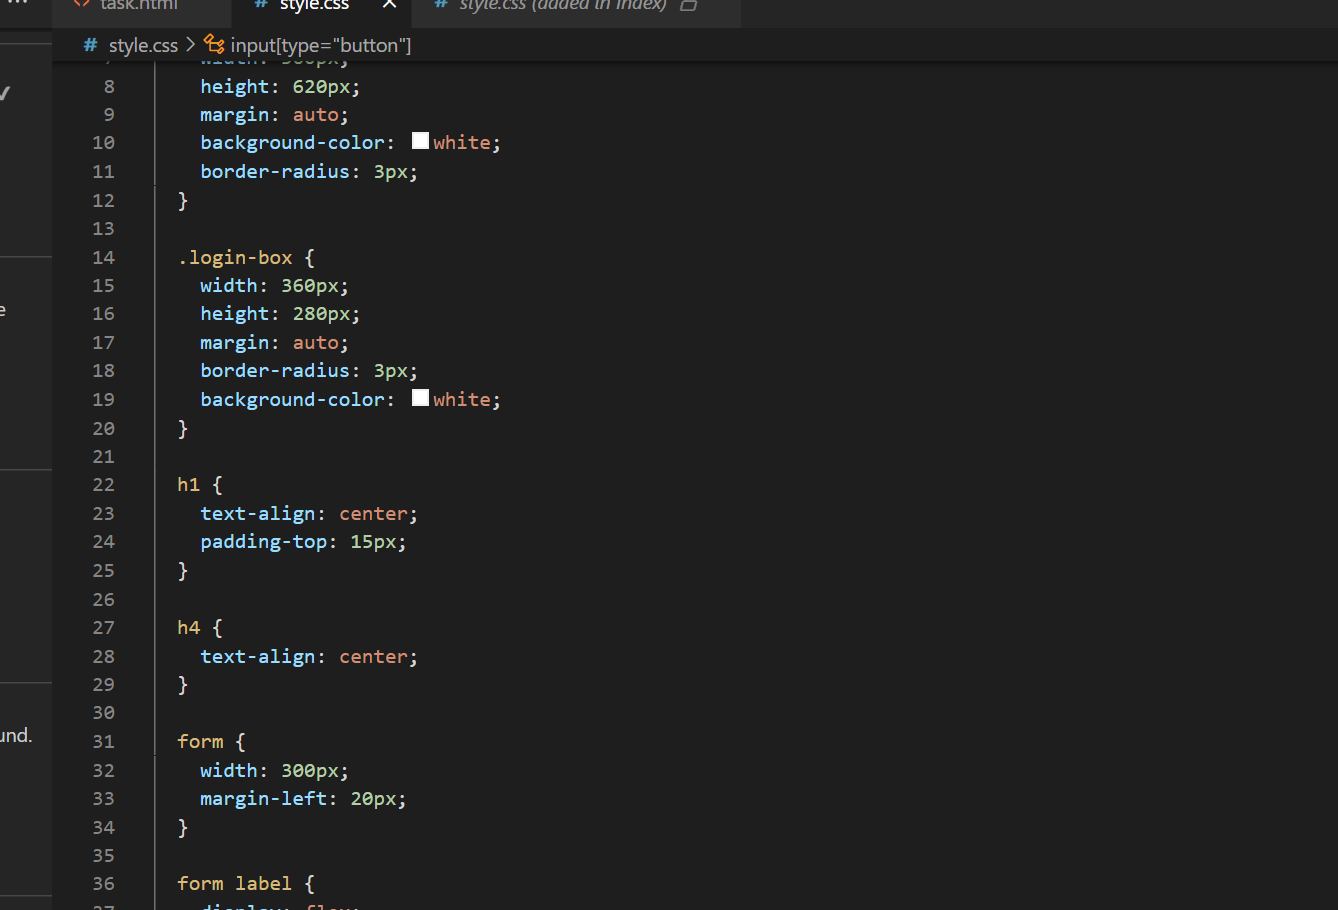 task.html
# style.css ×
# style.css (added in Index)
# style.css > input[type="button"]
8 height: 620px;
9 margin: auto;
10 background-color: white;
11 border-radius: 3px;
12 }
13
14 .login-box {
15 width: 360px;
16 height: 280px;
17 margin: auto;
18 border-radius: 3px;
19 background-color: white;
20 }
21
22 h1 {
23 text-align: center;
24 padding-top: 15px;
25 }
26
27 h4 {
28 text-align: center;
29 }
30
31 form {
32 width: 300px;
33 margin-left: 20px;
34 }
35
36 form label {
37 display: flex;
und.